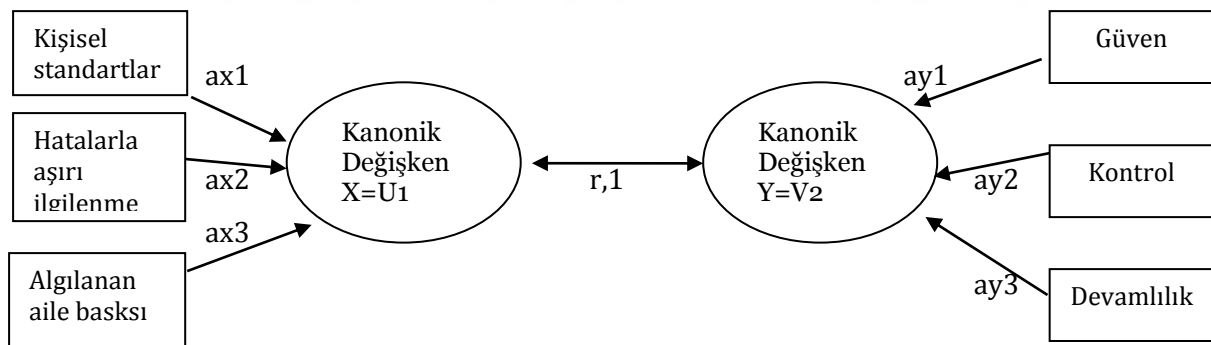 Kişisel
standartlar
ax1
Hatalarla
aşırı
ilgilenme
ax2
ax3
Algılanan
aile basksı
Kanonik
Değişken
X=U1
r,1
Kanonik
Değişken
Y=V2
ay1
ay2
ay3
Güven
Kontrol
Devamlılık